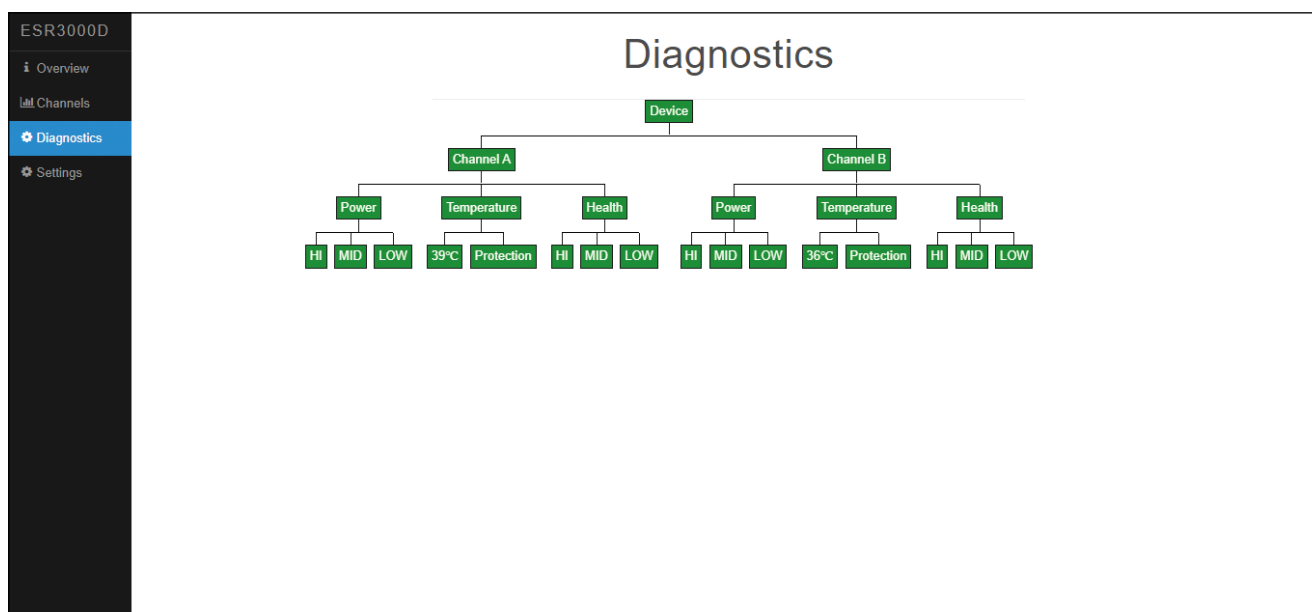 ESR3000D
Overview
Channels
Diagnostics
Settings
Diagnostics
Device
Channel A Channel B
Power Temperature Health Power Temperature Health
HI MID LOW 39°C Protection HI MID LOW HI MID LOW 36°C Protection HI MID LOW